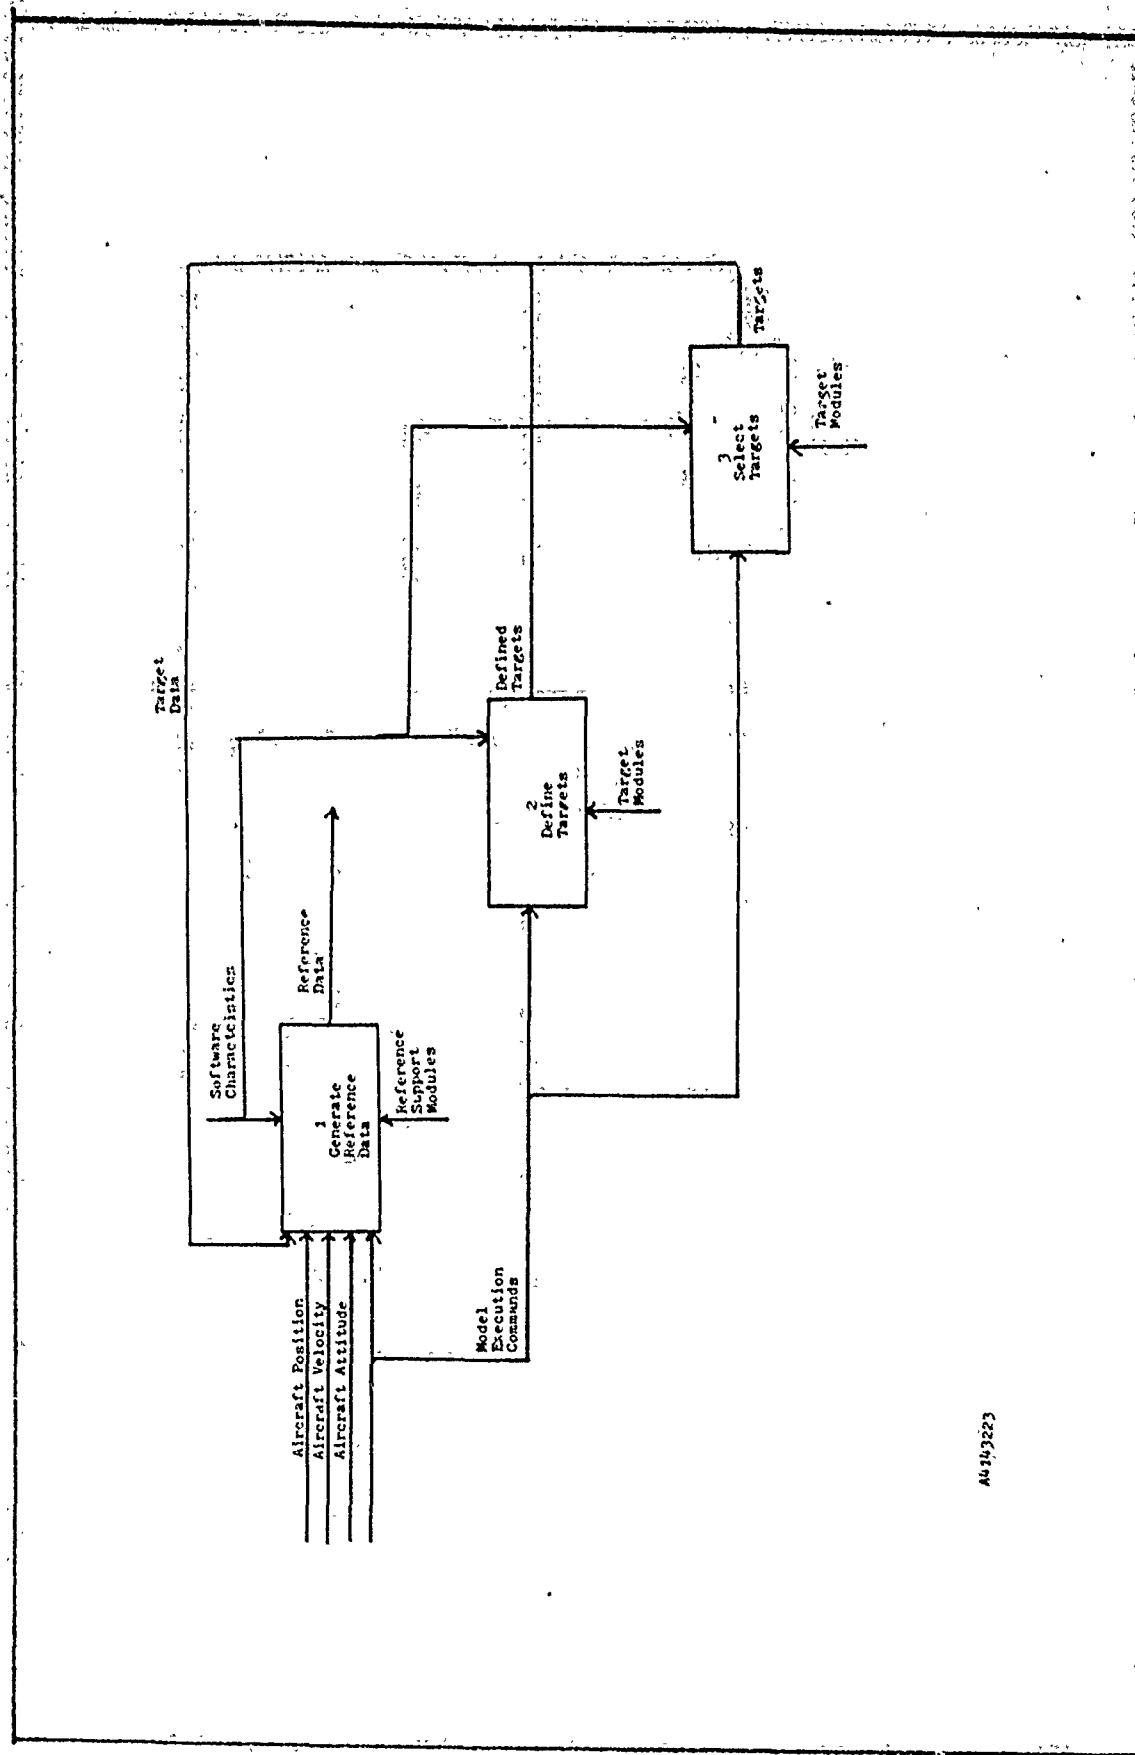 Target
Data
Software
Characteistics
Reference
Data
1
Generate
Reference
Data
Reference
Support
Modules
Aircraft Position
Aircraft Velocity
Aircraft Attitude
Model
Execution
Commands
Defined
Targets
2
Define
Targets
Target
Modules
3
Select
Targets
Targets
Target
Modules
A4143223